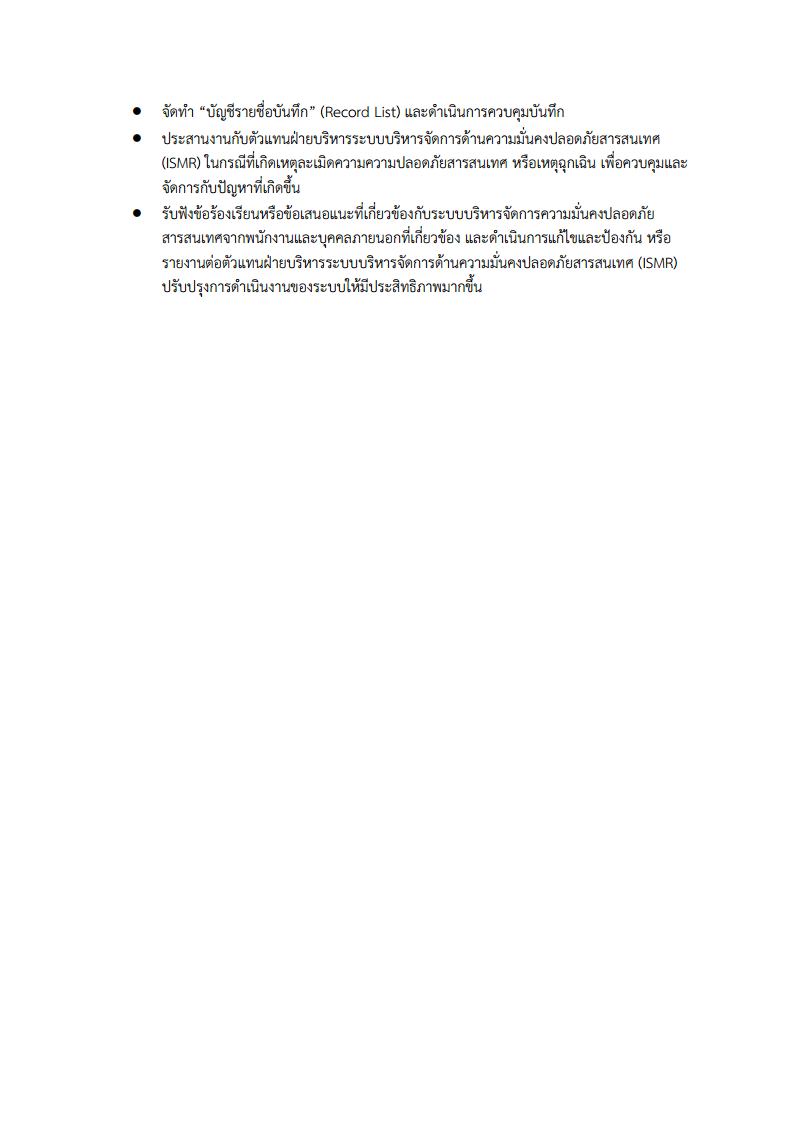 ● จัดทำ “บัญชีรายชื่อบันทึก” (Record List) และดำเนินการควบคุมบันทึก
● ประสานงานกับตัวแทนฝ่ายบริหารระบบบริหารจัดการด้านความมั่นคงปลอดภัยสารสนเทศ
(ISMR) ในกรณีที่เกิดเหตุละเมิดความความปลอดภัยสารสนเทศ หรือเหตุฉุกเฉิน เพื่อควบคุมและ
จัดการกับปัญหาที่เกิดขึ้น
● รับฟังข้อร้องเรียนหรือข้อเสนอแนะที่เกี่ยวข้องกับระบบบริหารจัดการความมั่นคงปลอดภัย
สารสนเทศจากพนักงานและบุคคลภายนอกที่เกี่ยวข้อง และดำเนินการแก้ไขและป้องกัน หรือ
รายงานต่อตัวแทนฝ่ายบริหารระบบบริหารจัดการด้านความมั่นคงปลอดภัยสารสนเทศ (ISMR)
ปรับปรุงการดำเนินงานของระบบให้มีประสิทธิภาพมากขึ้น